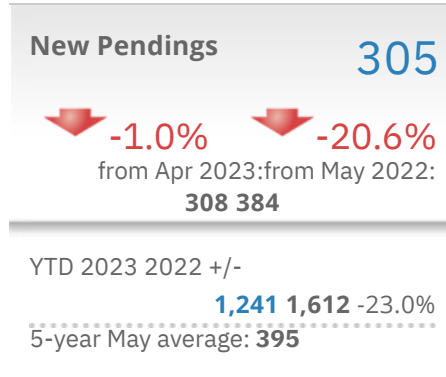 New Pendings 305
-1.0% -20.6%
from Apr 2023:from May 2022:
308 384
YTD 2023 2022 +/-
1,241 1,612 -23.0%
5-year May average: 395